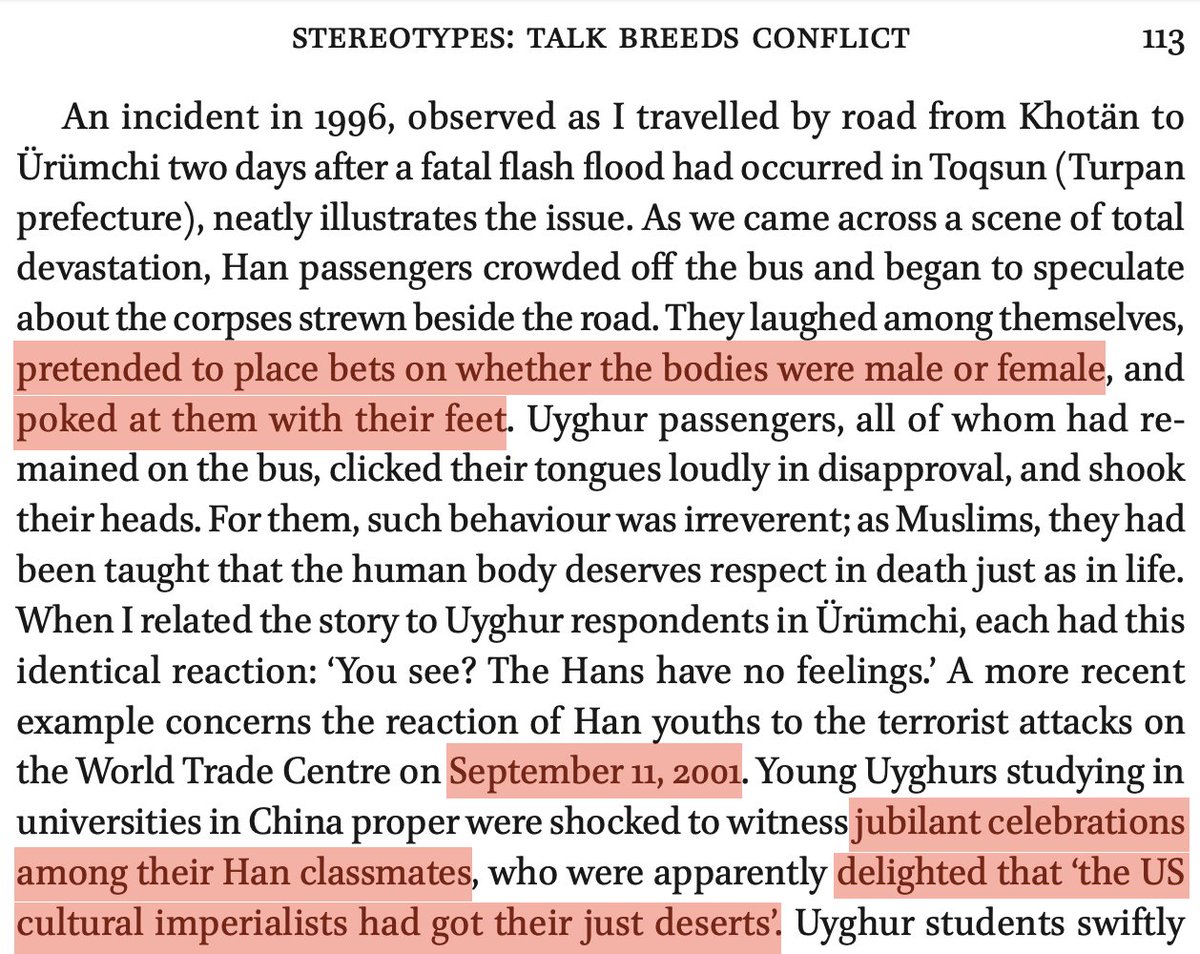 STEREOTYPES: TALK BREEDS CONFLICT 113
An incident in 1996, observed as I travelled by road from Khotän to
Ürümchi two days after a fatal flash flood had occurred in Toqsun (Turpan
prefecture), neatly illustrates the issue. As we came across a scene of total
devastation, Han passengers crowded off the bus and began to speculate
about the corpses strewn beside the road. They laughed among themselves,
pretended to place bets on whether the bodies were male or female, and
poked at them with their feet. Uyghur passengers, all of whom had re-
mained on the bus, clicked their tongues loudly in disapproval, and shook
their heads. For them, such behaviour was irreverent; as Muslims, they had
been taught that the human body deserves respect in death just as in life.
When I related the story to Uyghur respondents in Ürümchi, each had this
identical reaction: ‘You see? The Hans have no feelings.’ A more recent
example concerns the reaction of Han youths to the terrorist attacks on
the World Trade Centre on September 11, 2001. Young Uyghurs studying in
universities in China proper were shocked to witness jubilant celebrations
among their Han classmates, who were apparently delighted that ‘the US
cultural imperialists had got their just deserts’. Uyghur students swiftly